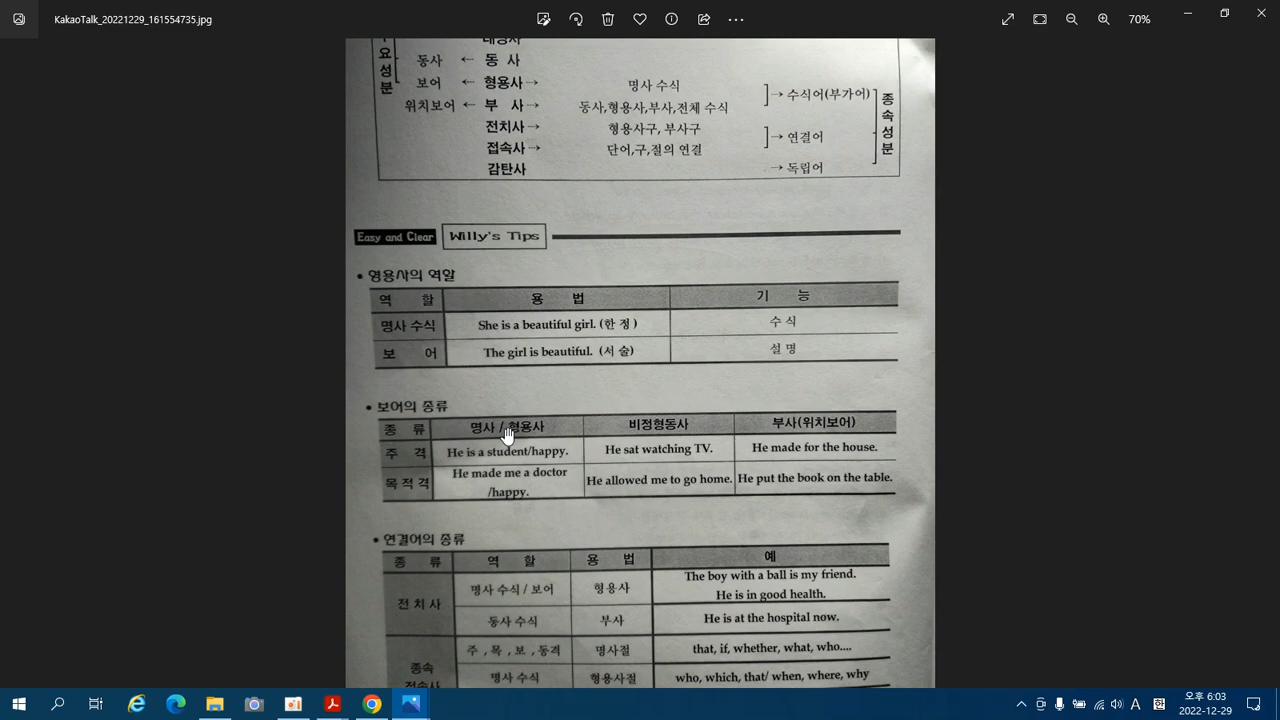 KakaoTalk_20221229_161554735.jpg
70%
요
성
분
동사 ← 동 사
보어 ← 형용사→ 명사 수식
]→ 수식어(부가어)
위치보어 ← 부 사→ 동사,형용사,부사,전체 수식
전치사→ 형용사구, 부사구
]→ 연결어
접속사→ 단어,구,절의 연결
감탄사 → 독립어
종
속
성
분
Easy and Clear Willy's Tips
• 형용사의 역할
역 할 용 법 기 능
명사 수식 She is a beautiful girl. (한 정 ) 수 식
보 어 The girl is beautiful. (서 술) 설 명
• 보어의 종류
종 류 명사 / 형용사 비정형동사 부사(위치보어)
주 격 He is a student/happy. He sat watching TV. He made for the house.
목 적 격 He made me a doctor /happy. He allowed me to go home. He put the book on the table.
• 연결어의 종류
종 류 역 할 용 법 예
전 치 사 명사 수식 / 보어 형용사 The boy with a ball is my friend.
He is in good health.
동사 수식 부사 He is at the hospital now.
종속
접속사
주 , 목 , 보 , 동격 명사절 that, if, whether, what, who....
명사 수식 형용사절 who, which, that/ when, where, why
A 한 오후 6:03
2022-12-29